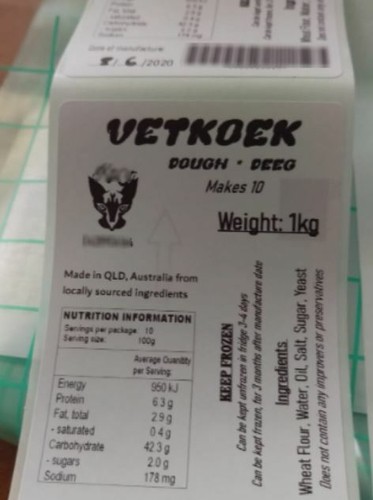 Date of manufacture:
8/.6/2020
VETKOEK
DOUGH • DEEG
Makes 10
Weight: 1kg
Made in QLD, Australia from
locally sourced ingredients
NUTRITION INFORMATION
Servings per package: 10
Serving size: 100g
Average Quantity
per Serving:
Energy 950 kJ
Protein 6.3 g
Fat, total 2.9 g
- saturated 0.4 g
Carbohydrate 42.3 g
- sugars 2.0 g
Sodium 178 mg
KEEP FROZEN
Can be kept unfrozen in fridge 3-4 days
Can be kept frozen, for 3 months after manufacture date
Ingredients
Wheat Flour, Water, Oil, Salt, Sugar, Yeast
Does not contain any improvers or preservatives